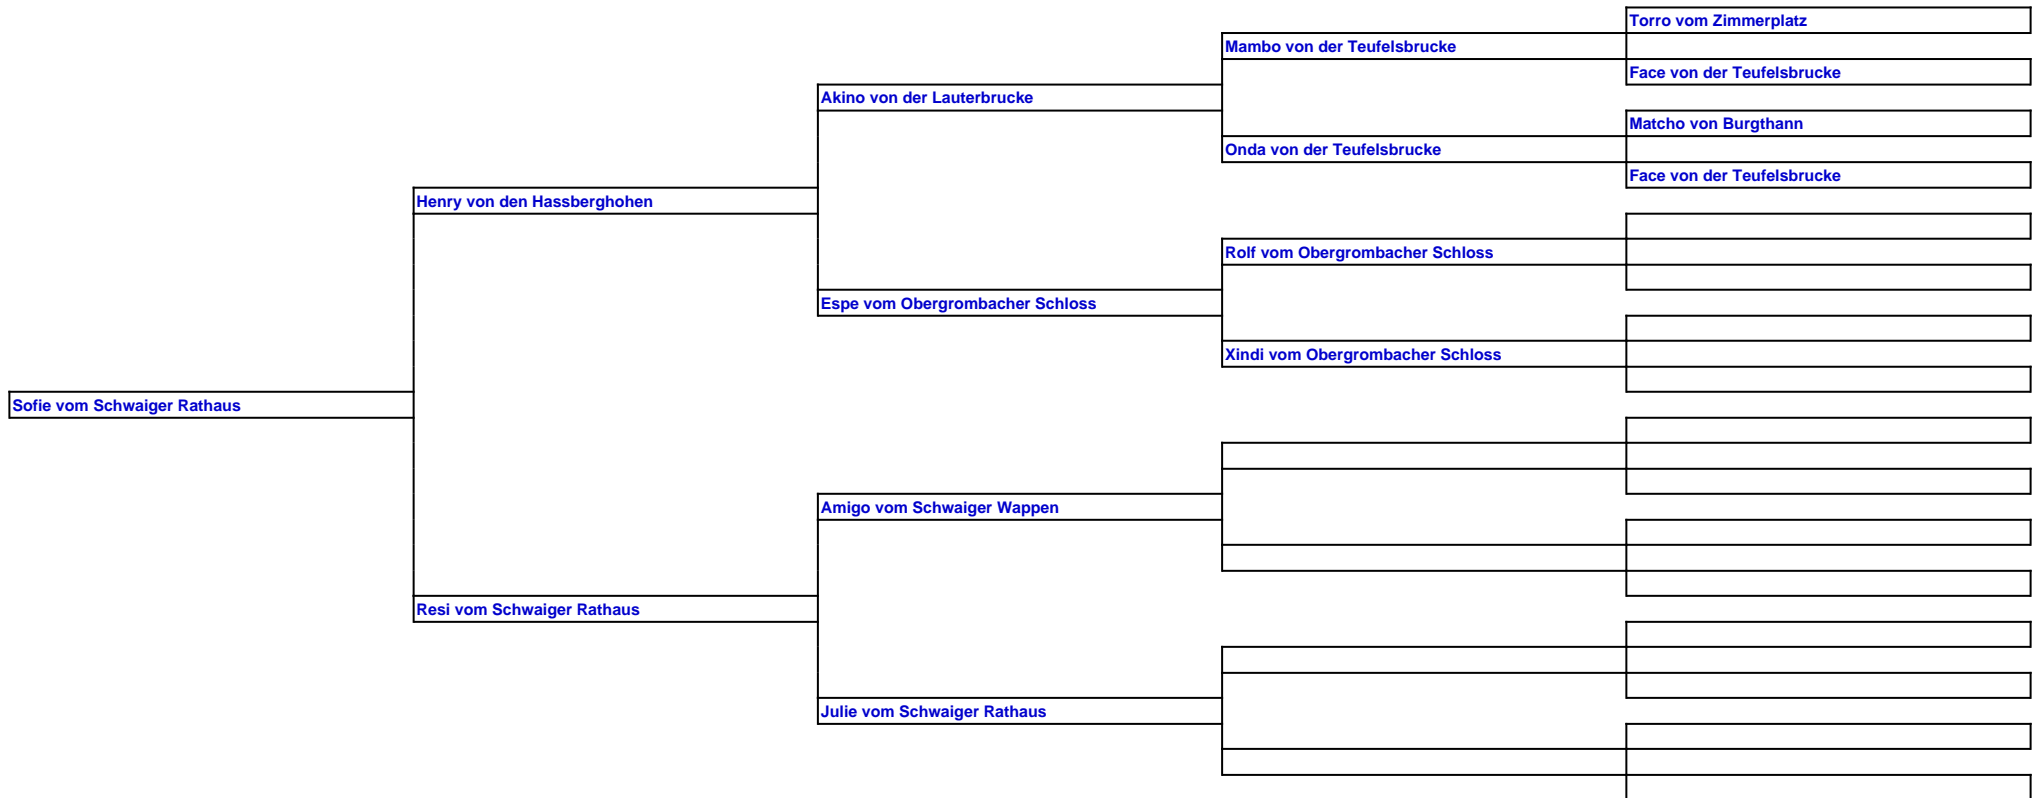 Torro vom Zimmerplatz
Mambo von der Teufelsbrucke
Face von der Teufelsbrucke
Akino von der Lauterbrucke
Matcho von Burgthann
Onda von der Teufelsbrucke
Face von der Teufelsbrucke
Henry von den Hassberghohen
Rolf vom Obergrombacher Schloss
Espe vom Obergrombacher Schloss
Xindi vom Obergrombacher Schloss
Sofie vom Schwaiger Rathaus
Amigo vom Schwaiger Wappen
Resi vom Schwaiger Rathaus
Julie vom Schwaiger Rathaus